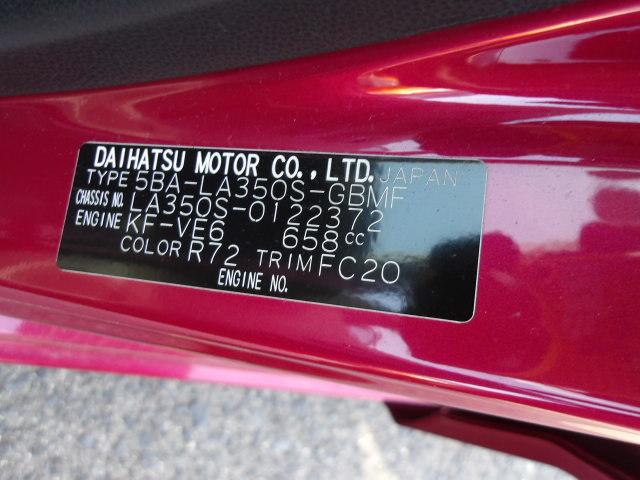 DAIHATSU MOTOR CO., LTD. JAPAN
TYPE 5BA-LA350S-GBMF
CHASSIS NO. LA350S-0122372
ENGINE KF-VE6 658cc
COLOR R72 TRIM FC20
ENGINE NO.